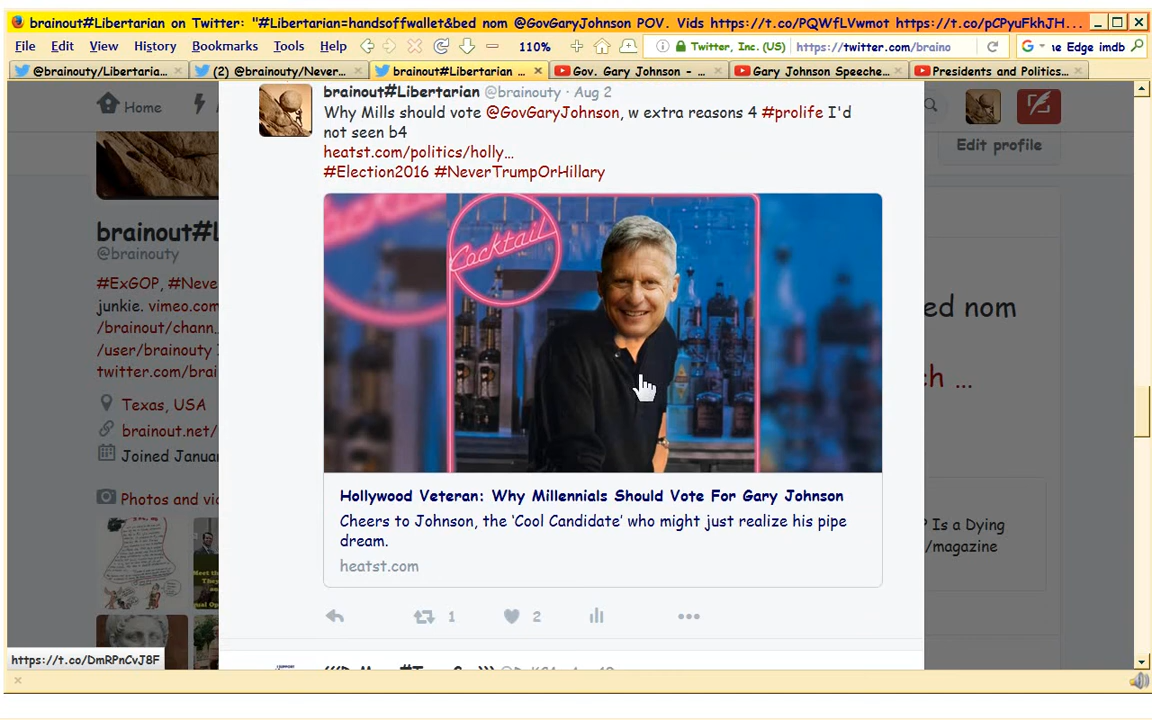 brainout#Libertarian on Twitter: "#Libertarian=handsoffwallet&bed nom @GovGaryJohnson POV. Vids https://t.co/PQWfLVwmot https://t.co/pCPyuFkhJH...
File Edit View History Bookmarks Tools Help 110% Twitter, Inc. (US) https://twitter.com/braino G ıe Edge imdb
@brainouty/Libertaria... × (2) @brainouty/Never... × brainout#Libertarian ... × Gov. Gary Johnson - ... × Gary Johnson Speeche... × Presidents and Politics... ×
Home
brainout#Libertarian @brainouty · Aug 2
Why Mills should vote @GovGaryJohnson, w extra reasons 4 #prolife I'd
not seen b4
heatst.com/politics/holly…
#Election2016 #NeverTrumpOrHillary
Edit profile
Cocktail
brainout#L
@brainouty
#ExGOP, #Neve
junkie. vimeo.com
/brainout/chann
/user/brainouty
twitter.com/brai
Texas, USA
brainout.net/
Joined Janua
Photos and vi
ed nom
ch ...
Hollywood Veteran: Why Millennials Should Vote For Gary Johnson
Cheers to Johnson, the 'Cool Candidate' who might just realize his pipe
dream.
heatst.com
P Is a Dying
/magazine
1 2
https://t.co/DmRPnCvJ8F